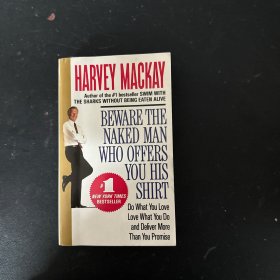 HARVEY MACKAY
Author of the #1 bestseller SWIM WITH
THE SHARKS WITHOUT BEING EATEN ALIVE
BEWARE THE
NAKED MAN
WHO OFFERS
YOU HIS
SHIRT
#1
NEW YORK TIMES
BESTSELLER
Do What You Love
Love What You Do
and Deliver More
Than You Promise